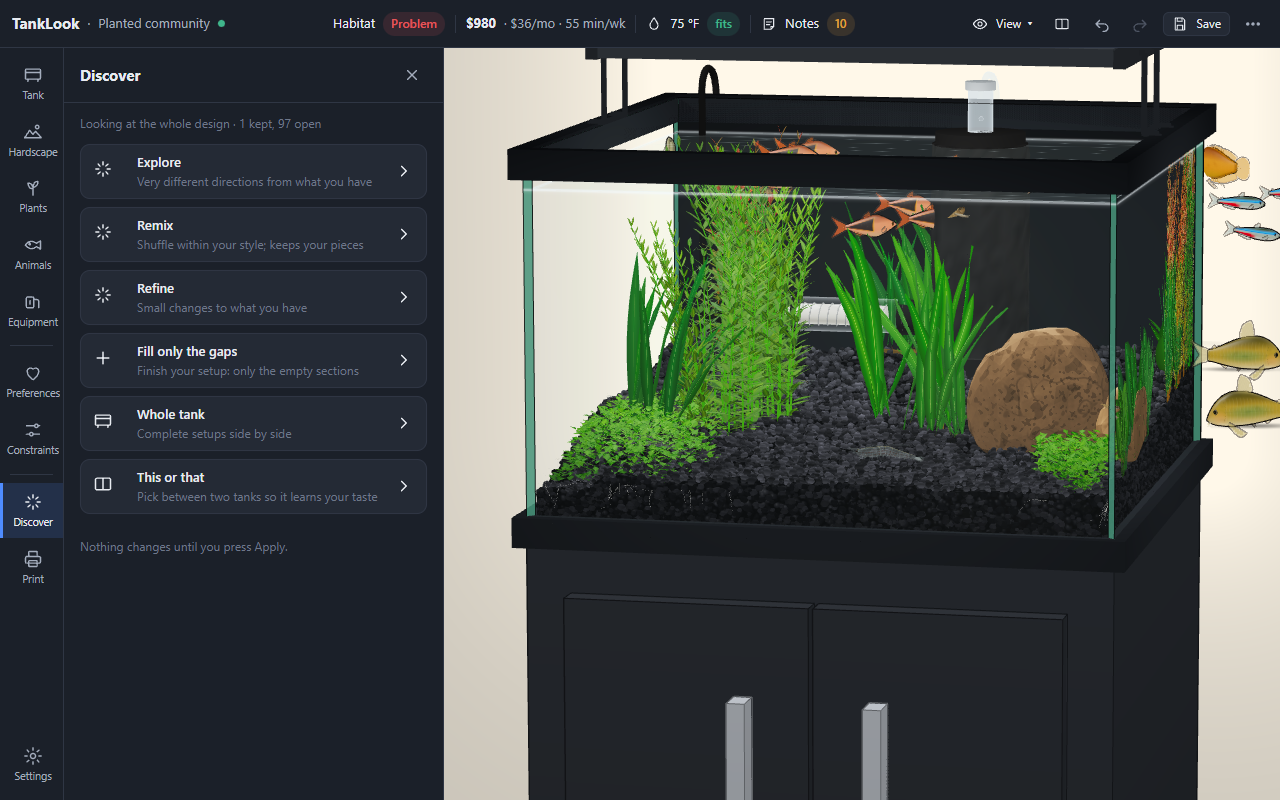 TankLook · Planted community
Habitat Problem $980 · $36/mo · 55 min/wk 75 °F fits Notes 10 View Save
Tank
Hardscape
Plants
Animals
Equipment
Preferences
Constraints
Discover
Print
Settings
Discover
Looking at the whole design · 1 kept, 97 open
Explore
Very different directions from what you have
Remix
Shuffle within your style; keeps your pieces
Refine
Small changes to what you have
Fill only the gaps
Finish your setup: only the empty sections
Whole tank
Complete setups side by side
This or that
Pick between two tanks so it learns your taste
Nothing changes until you press Apply.